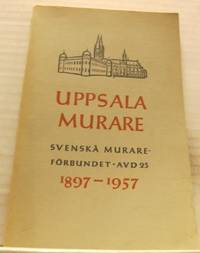 UPPSALA
MURARE
SVENSKA MURARE-
FÖRBUNDET • AVD 25
1897-1957